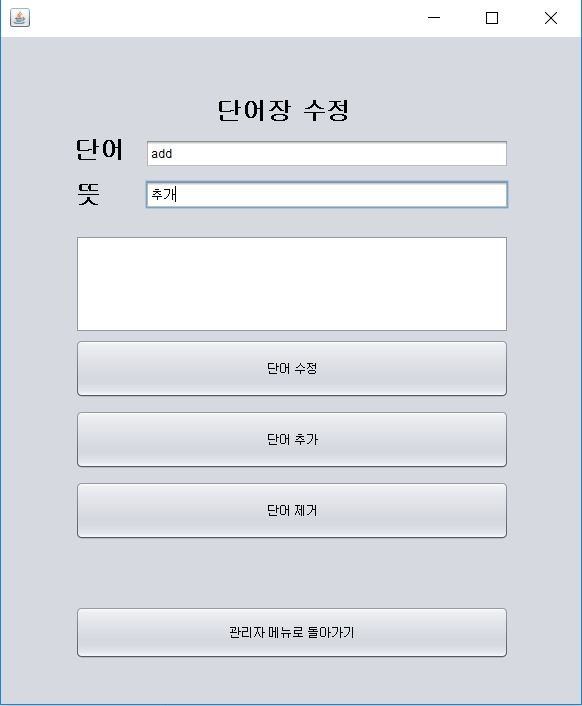 단어장 수정
단어 add
뜻 추가
단어 수정
단어 추가
단어 제거
관리자 메뉴로 돌아가기